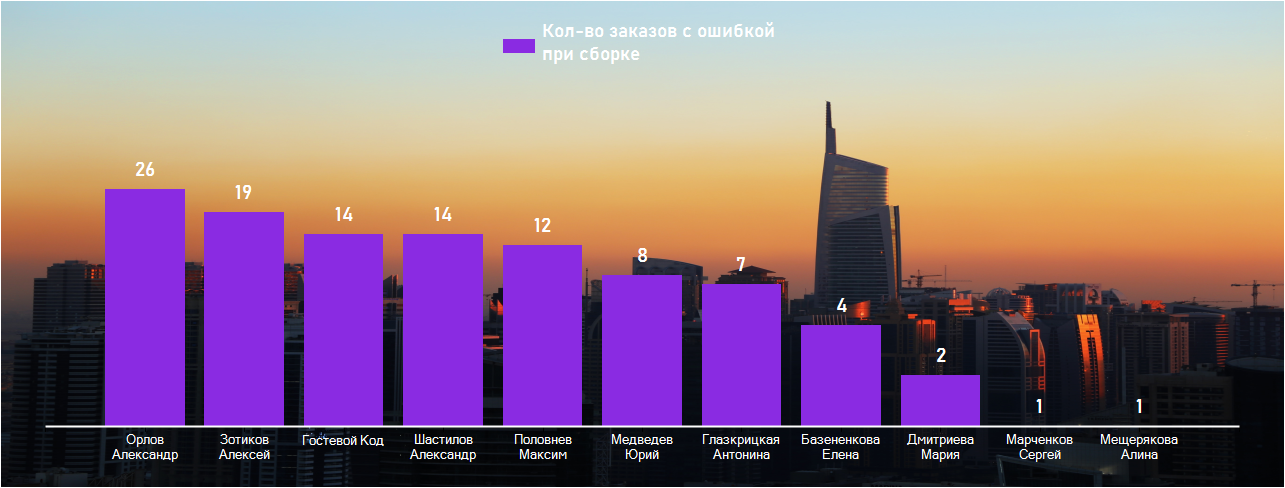 Кол-во заказов с ошибкой
при сборке
26
19
14
14
12
8
7
4
2
1
1
Орлов
Александр
Зотиков
Алексей
Гостевой Код
Шастилов
Александр
Половнев
Максим
Медведев
Юрий
Глазкрицкая
Антонина
Базененкова
Елена
Дмитриева
Мария
Марченков
Сергей
Мещерякова
Алина